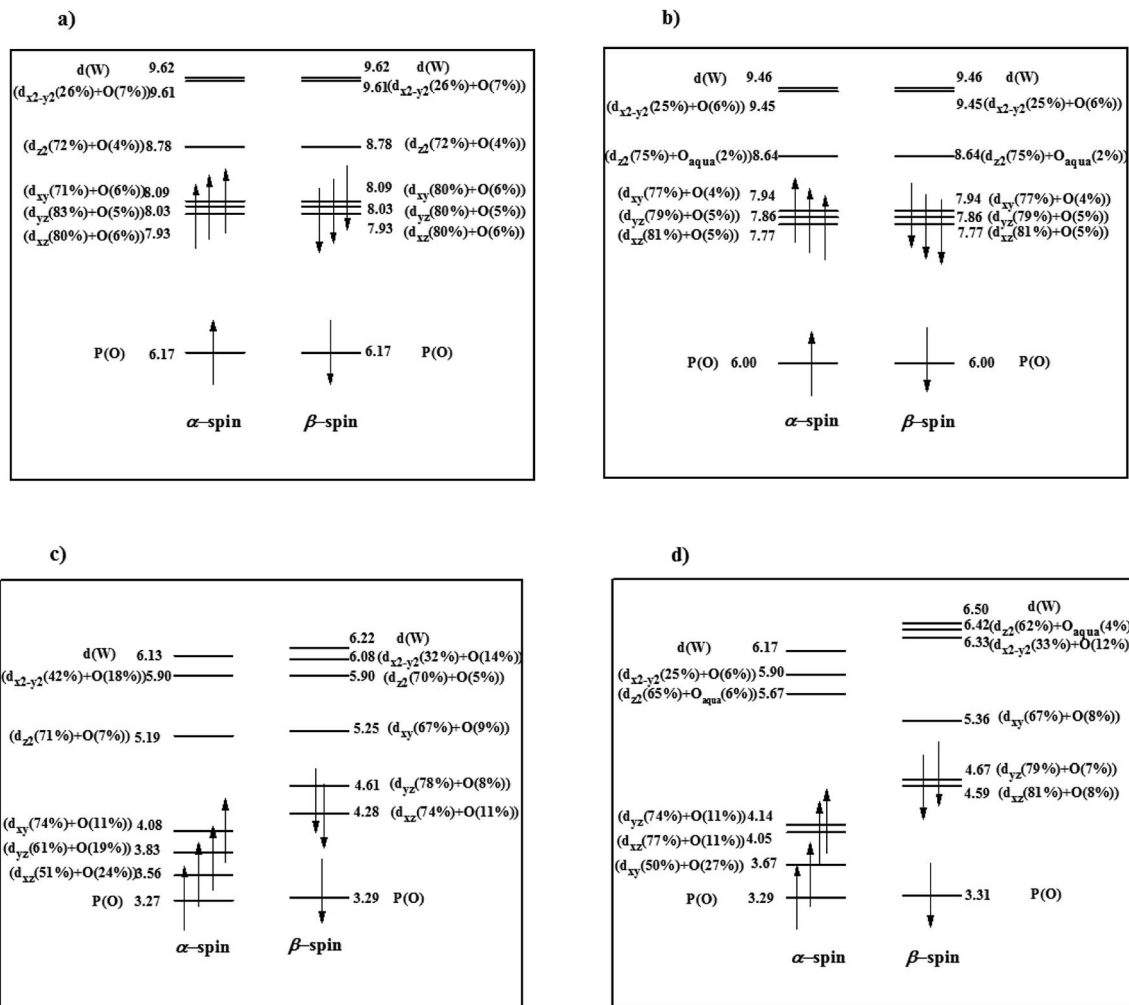 a)
d(W) 9.62 9.62 d(W)
(dx2-y2(26%)+O(7%))9.61 9.61(dx2-y2(26%)+O(7%))
(dz2(72%)+O(4%))8.78 8.78 (dz2(72%)+O(4%))
(dxy(71%)+O(6%))8.09 8.09 (dxy(80%)+O(6%))
(dyz(83%)+O(5%))8.03 8.03 (dyz(80%)+O(5%))
(dxz(80%)+O(6%))7.93 7.93 (dxz(80%)+O(6%))
P(O) 6.17 6.17 P(O)
α–spin β–spin
b)
d(W) 9.46 9.46 d(W)
(dx2-y2(25%)+O(6%))9.45 9.45(dx2-y2(25%)+O(6%))
(dz2(75%)+Oaqua(2%))8.64 8.64(dz2(75%)+Oaqua(2%))
(dxy(77%)+O(4%)) 7.94 7.94 (dxy(77%)+O(4%))
(dyz(79%)+O(5%)) 7.86 7.86 (dyz(79%)+O(5%))
(dxz(81%)+O(5%)) 7.77 7.77 (dxz(81%)+O(5%))
P(O) 6.00 6.00 P(O)
α–spin β–spin
c)
6.22 d(W)
d(W) 6.13 6.08(dx2-y2(32%)+O(14%))
(dx2-y2(42%)+O(18%))5.90 5.90 (dz2(70%)+O(5%))
(dz2(71%)+O(7%)) 5.19 5.25 (dxy(67%)+O(9%))
4.61 (dyz(78%)+O(8%))
4.28 (dxz(74%)+O(11%))
(dxy(74%)+O(11%)) 4.08
(dyz(61%)+O(19%)) 3.83
(dxz(51%)+O(24%))3.56
P(O) 3.27 3.29 P(O)
α–spin β–spin
d)
6.50 d(W)
6.42(dz2(62%)+Oaqua(4%)
d(W) 6.17 6.33(dx2-y2(33%)+O(12%))
(dx2-y2(25%)+O(6%)) 5.90
(dz2(65%)+Oaqua(6%)) 5.67
5.36 (dxy(67%)+O(8%))
4.67 (dyz(79%)+O(7%))
4.59 (dxz(81%)+O(8%))
(dyz(74%)+O(11%)) 4.14
(dxz(77%)+O(11%)) 4.05
(dxy(50%)+O(27%)) 3.67
P(O) 3.29 3.31 P(O)
α–spin β–spin